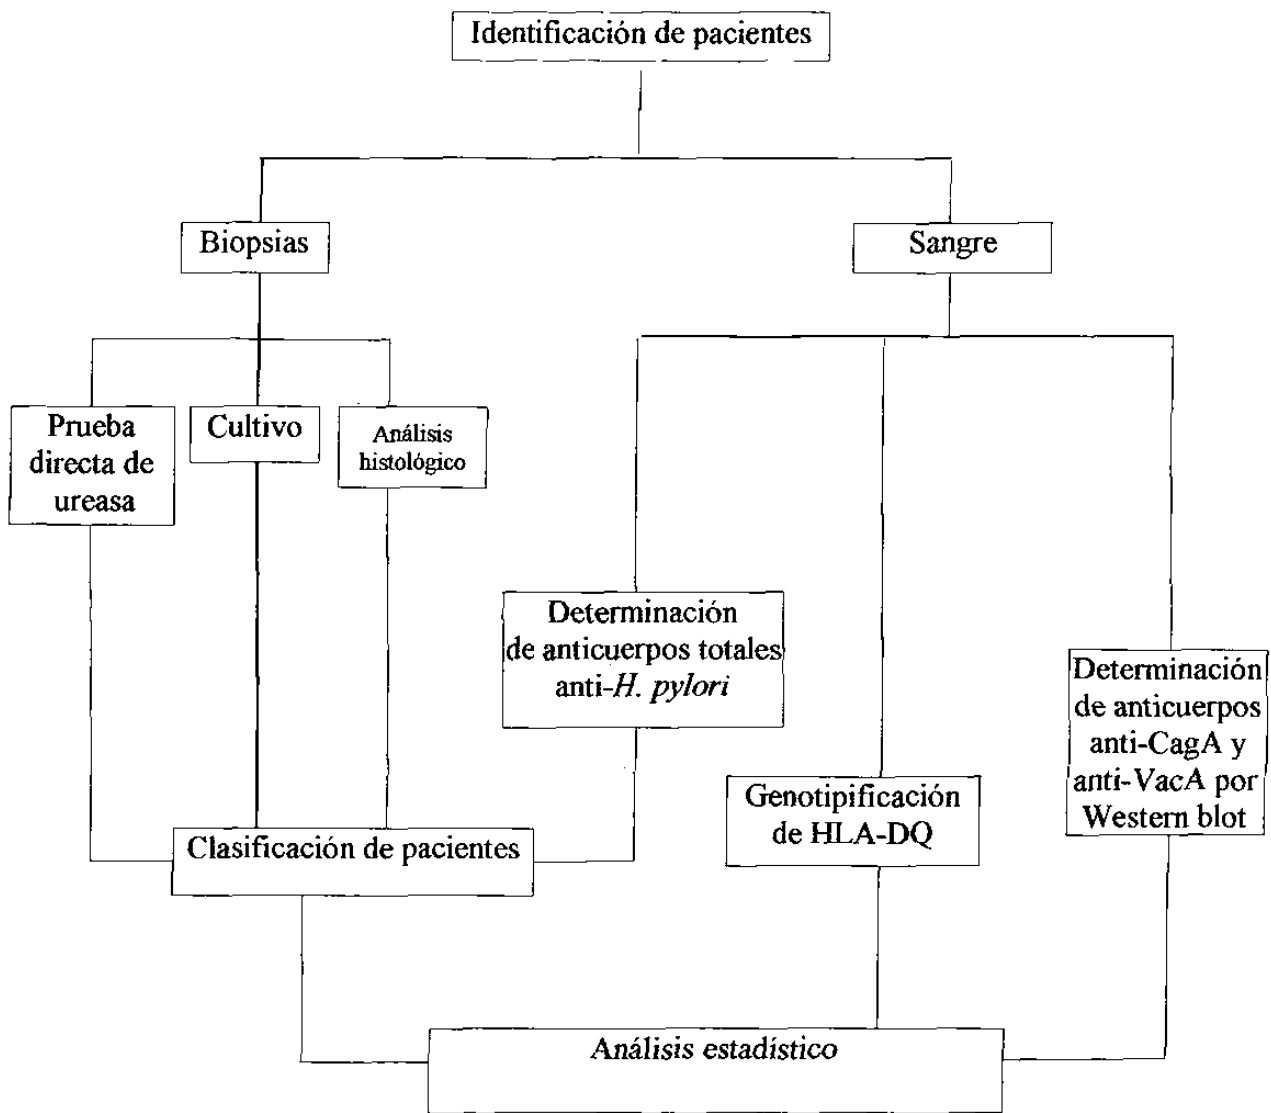 Identificación de pacientes
Biopsias
Sangre
Prueba
directa de
ureasa
Cultivo
Análisis
histológico
Determinación
de anticuerpos totales
anti-H. pylori
Determinación
de anticuerpos
anti-CagA y
anti-VacA por
Western blot
Genotipificación
de HLA-DQ
Clasificación de pacientes
Análisis estadístico